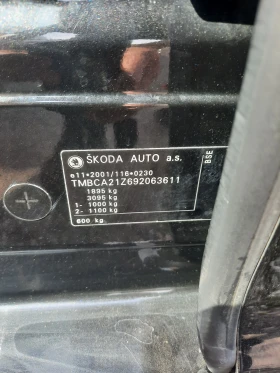 ŠKODA AUTO a.s.
e11*2001/116*0230
TMBCA21Z692063611
1895 kg
3095 kg
1- 1000 kg
2- 1100 kg
600 kg
BSE